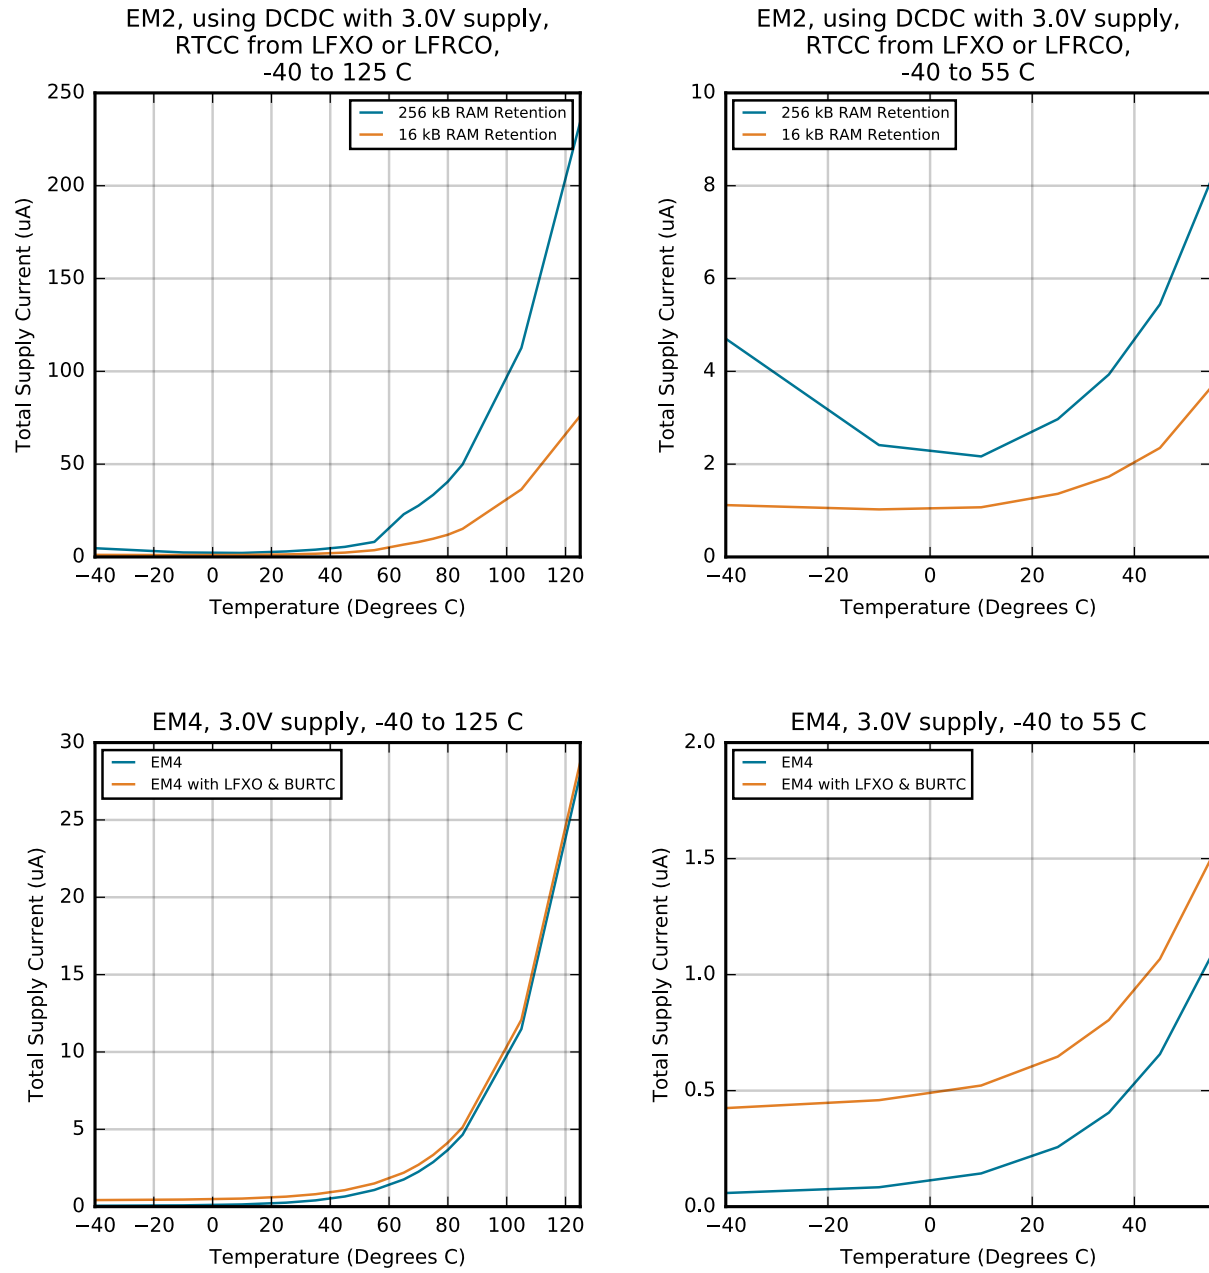 EM2, using DCDC with 3.0V supply,
RTCC from LFXO or LFRCO,
-40 to 125 C
250
200
150
100
50
0
Total Supply Current (uA)
256 kB RAM Retention
16 kB RAM Retention
−40 −20 0 20 40 60 80 100 120
Temperature (Degrees C)
EM2, using DCDC with 3.0V supply,
RTCC from LFXO or LFRCO,
-40 to 55 C
10
8
6
4
2
0
Total Supply Current (uA)
256 kB RAM Retention
16 kB RAM Retention
−40 −20 0 20 40
Temperature (Degrees C)
EM4, 3.0V supply, -40 to 125 C
30
25
20
15
10
5
0
Total Supply Current (uA)
EM4
EM4 with LFXO & BURTC
−40 −20 0 20 40 60 80 100 120
Temperature (Degrees C)
EM4, 3.0V supply, -40 to 55 C
2.0
1.5
1.0
0.5
0.0
Total Supply Current (uA)
EM4
EM4 with LFXO & BURTC
−40 −20 0 20 40
Temperature (Degrees C)